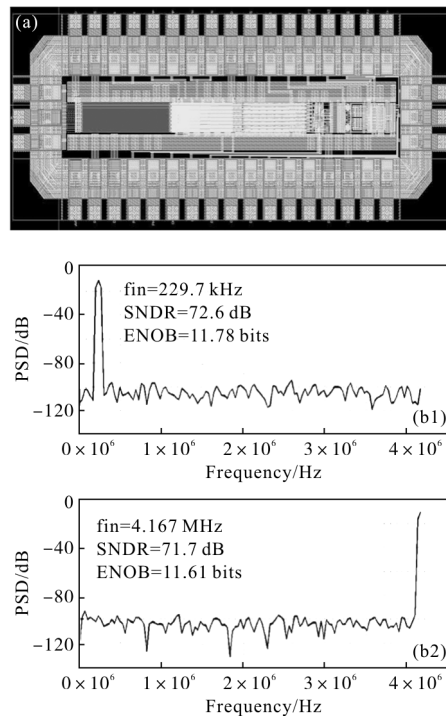 (a)
0
fin=229.7 kHz
SNDR=72.6 dB
ENOB=11.78 bits
−40
−80
−120
PSD/dB
(b1)
0 1×10⁶ 2×10⁶ 3×10⁶ 4×10⁶
Frequency/Hz
0
fin=4.167 MHz
SNDR=71.7 dB
ENOB=11.61 bits
−40
−80
−120
PSD/dB
(b2)
0 1×10⁶ 2×10⁶ 3×10⁶ 4×10⁶
Frequency/Hz